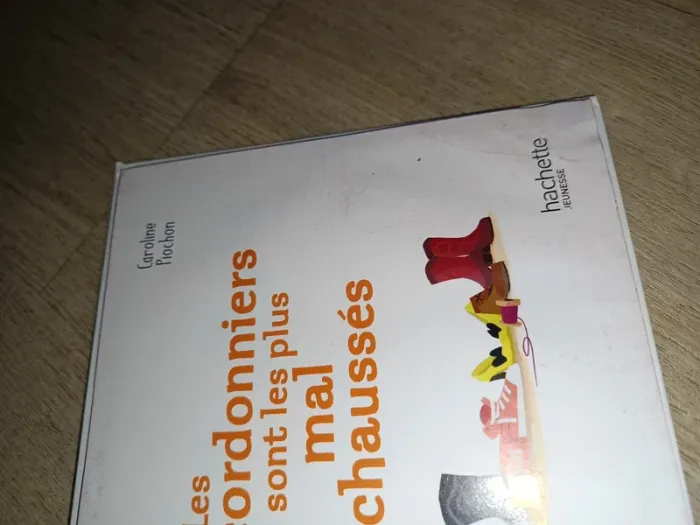 Caroline
Piochon
Les
cordonniers
sont les plus
mal
chaussés
hachette
JEUNESSE